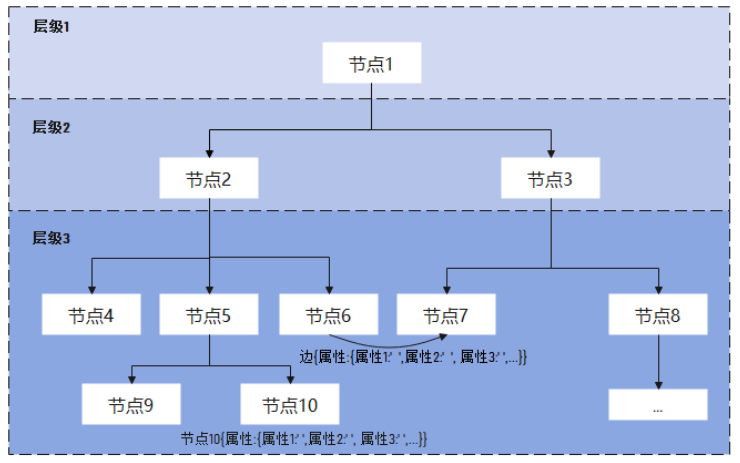 层级1
节点1
层级2
节点2
节点3
层级3
节点4
节点5
节点6
节点7
节点8
边{属性:{属性1:' ',属性2:' ', 属性3:' ',...}}
节点9
节点10
...
节点10{属性:{属性1:' ',属性2:' ', 属性3:' ',...}}